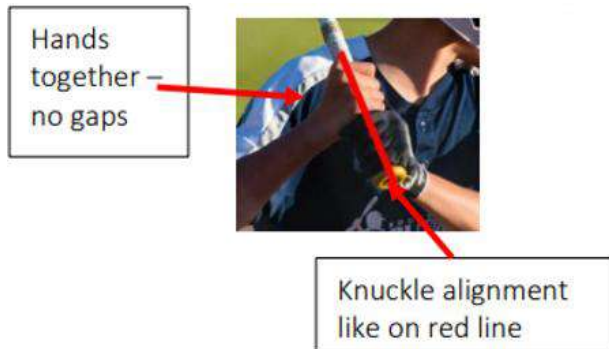 Hands
together –
no gaps
Knuckle alignment
like on red line